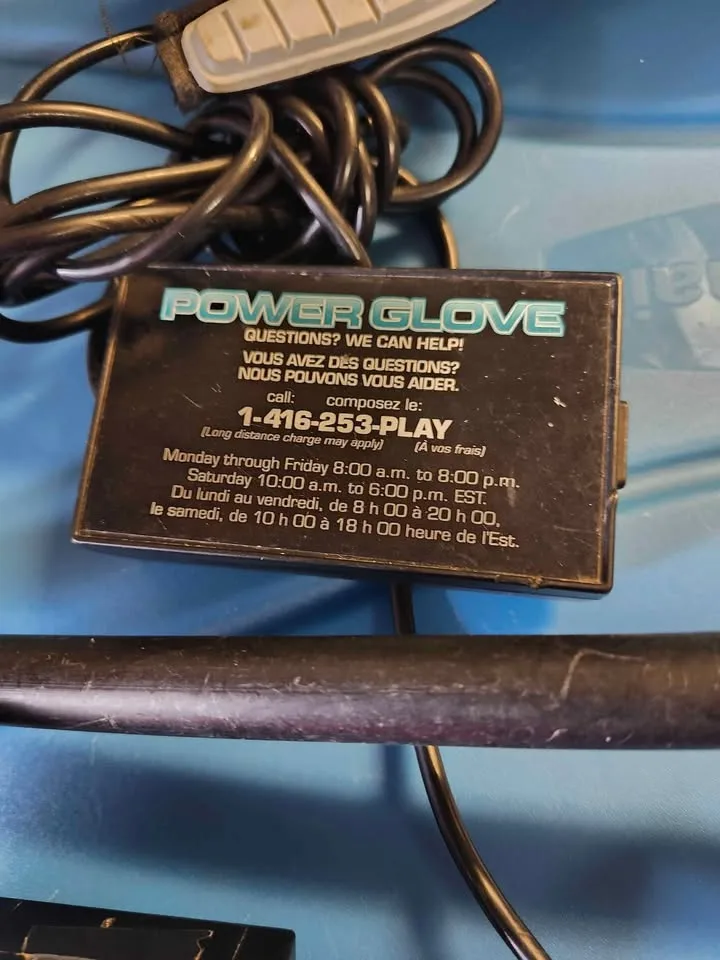 POWER GLOVE
QUESTIONS? WE CAN HELP!
VOUS AVEZ DES QUESTIONS?
NOUS POUVONS VOUS AIDER.
call: composez le:
1-416-253-PLAY
(Long distance charge may apply) (À vos frais)
Monday through Friday 8:00 a.m. to 8:00 p.m.
Saturday 10:00 a.m. to 6:00 p.m. EST.
Du lundi au vendredi, de 8 h 00 à 20 h 00,
le samedi, de 10 h 00 à 18 h 00 heure de l'Est.